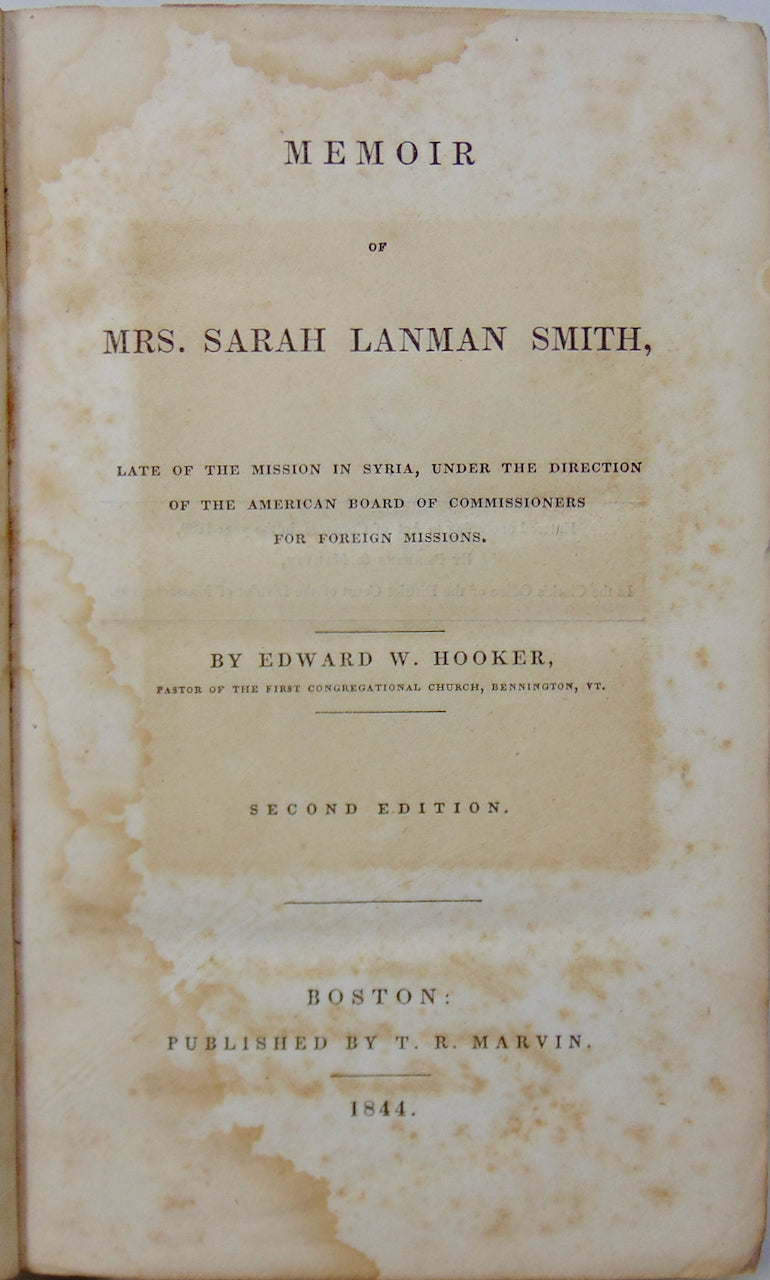 MEMOIR
OF
MRS. SARAH LANMAN SMITH,
LATE OF THE MISSION IN SYRIA, UNDER THE DIRECTION
OF THE AMERICAN BOARD OF COMMISSIONERS
FOR FOREIGN MISSIONS.
BY EDWARD W. HOOKER,
PASTOR OF THE FIRST CONGREGATIONAL CHURCH, BENNINGTON, VT.
SECOND EDITION.
BOSTON:
PUBLISHED BY T. R. MARVIN.
1844.